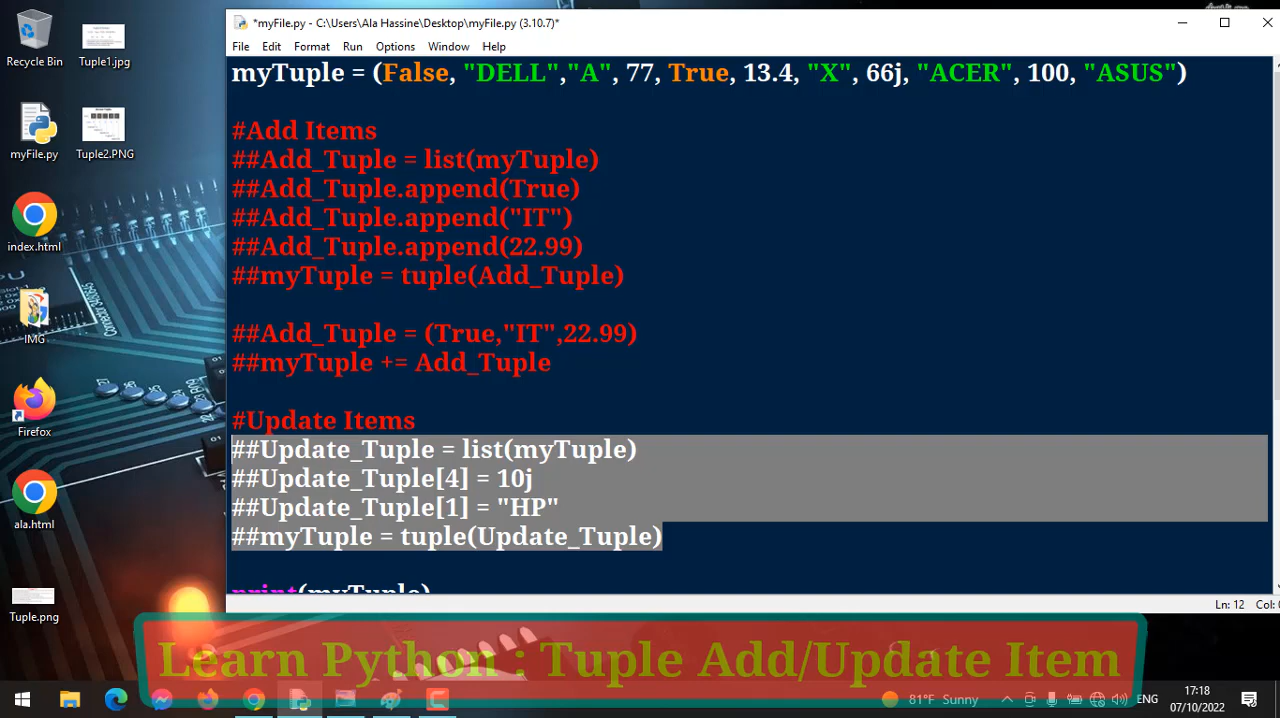 *myFile.py - C:\Users\Ala Hassine\Desktop\myFile.py (3.10.7)*
File Edit Format Run Options Window Help
myTuple = (False, "DELL","A", 77, True, 13.4, "X", 66j, "ACER", 100, "ASUS")
#Add Items
##Add_Tuple = list(myTuple)
##Add_Tuple.append(True)
##Add_Tuple.append("IT")
##Add_Tuple.append(22.99)
##myTuple = tuple(Add_Tuple)
##Add_Tuple = (True,"IT",22.99)
##myTuple += Add_Tuple
#Update Items
##Update_Tuple = list(myTuple)
##Update_Tuple[4] = 10j
##Update_Tuple[1] = "HP"
##myTuple = tuple(Update_Tuple)
print(myTuple)
Ln: 12 Col: 0
Recycle Bin
Tuple1.jpg
myFile.py
Tuple2.PNG
index.html
IMG
Firefox
ala.html
Tuple.png
Learn Python : Tuple Add/Update Item
81°F Sunny
ENG
17:18
07/10/2022